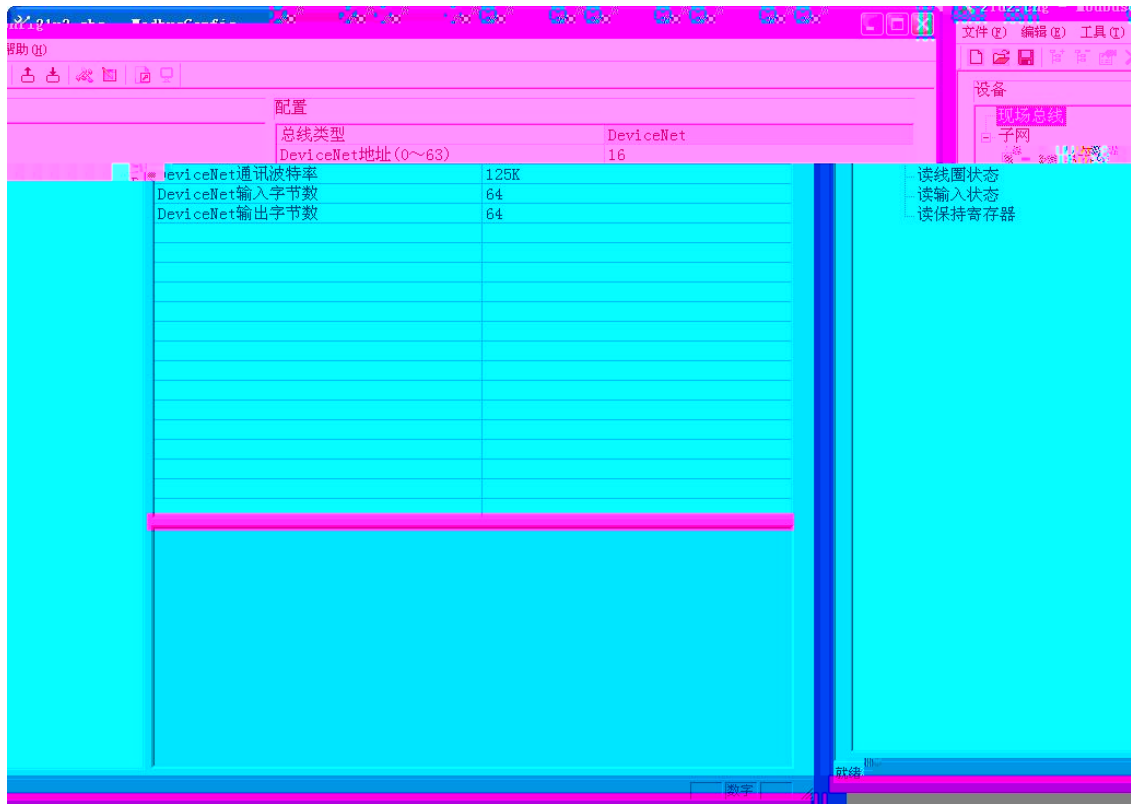 文件(F) 编辑(E) 工具(T)
帮助(H)
设备
现场总线
子网
配置
总线类型 DeviceNet
DeviceNet地址(0～63) 16
eviceNet通讯波特率 125K
DeviceNet输入字节数 64
DeviceNet输出字节数 64
读线圈状态
读输入状态
读保持寄存器
就绪
数字